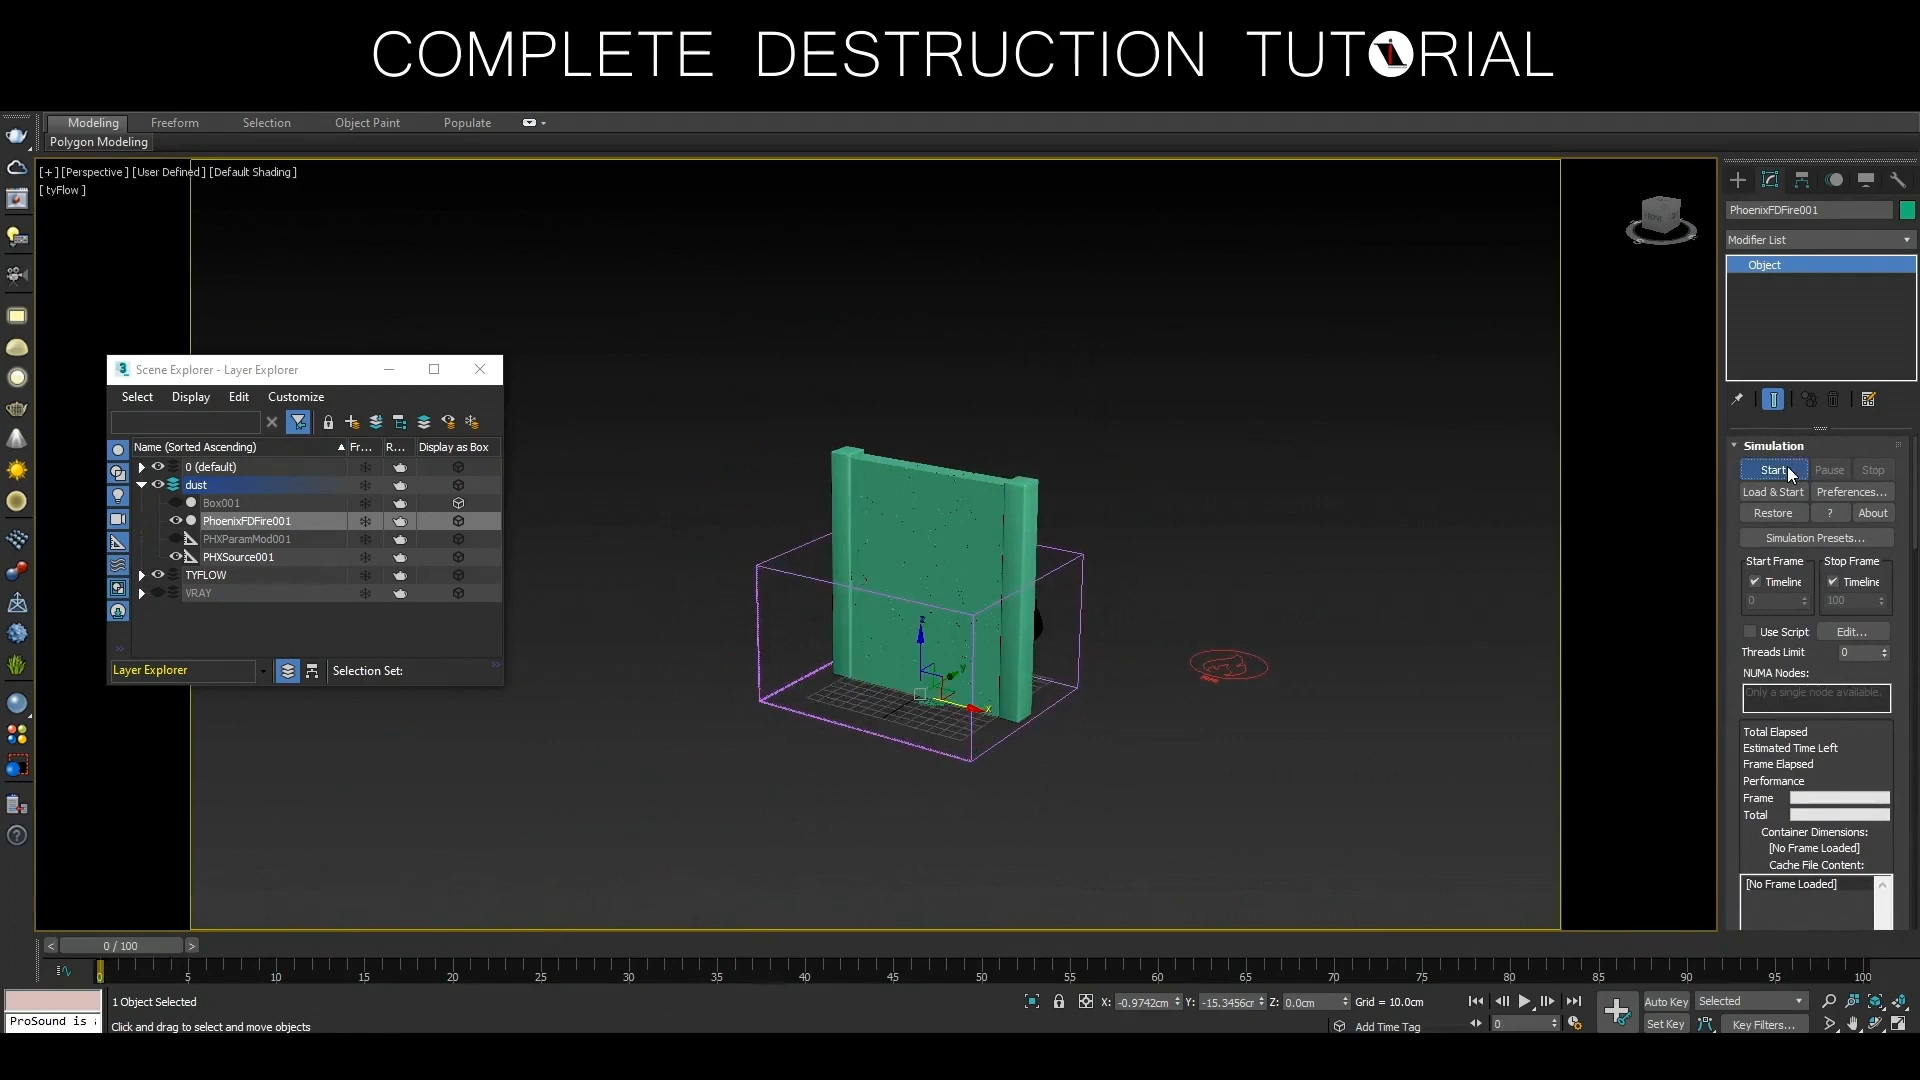 COMPLETE DESTRUCTION TUTORIAL
Modeling Freeform Selection Object Paint Populate
Polygon Modeling
[+] [Perspective] [User Defined] [Default Shading]
[ tyFlow ]
FRONT
PhoenixFDFire001
Modifier List
Object
Scene Explorer - Layer Explorer
Select Display Edit Customize
Name (Sorted Ascending) Fr... R... Display as Box
0 (default)
dust
Box001
PhoenixFDFire001
PHXParamMod001
PHXSource001
TYFLOW
VRAY
Layer Explorer Selection Set:
Simulation
Start Pause Stop
Load & Start Preferences...
Restore ? About
Simulation Presets...
Start Frame Stop Frame
Timeline Timeline
0 100
Use Script Edit...
Threads Limit 0
NUMA Nodes:
Only a single node available.
Total Elapsed
Estimated Time Left
Frame Elapsed
Performance
Frame
Total
Container Dimensions:
[No Frame Loaded]
Cache File Content:
[No Frame Loaded]
z
y
x
< 0 / 100 >
0 5 10 15 20 25 30 35 40 45 50 55 60 65 70 75 80 85 90 95 100
1 Object Selected X: -0.9742cm Y: -15.3456cm Z: 0.0cm Grid = 10.0cm Auto Key Selected
ProSound is
Click and drag to select and move objects Add Time Tag 0 Set Key Key Filters...